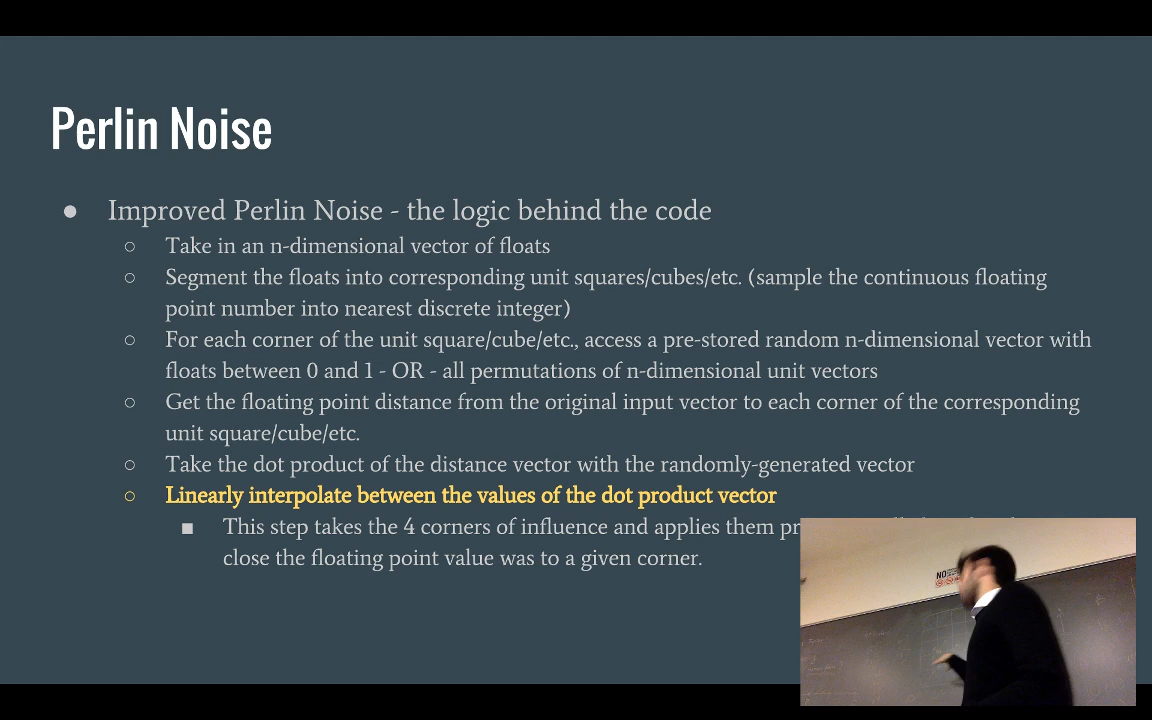 Perlin Noise
● Improved Perlin Noise - the logic behind the code
○ Take in an n-dimensional vector of floats
○ Segment the floats into corresponding unit squares/cubes/etc. (sample the continuous floating
point number into nearest discrete integer)
○ For each corner of the unit square/cube/etc., access a pre-stored random n-dimensional vector with
floats between 0 and 1 - OR - all permutations of n-dimensional unit vectors
○ Get the floating point distance from the original input vector to each corner of the corresponding
unit square/cube/etc.
○ Take the dot product of the distance vector with the randomly-generated vector
○ Linearly interpolate between the values of the dot product vector
■ This step takes the 4 corners of influence and applies them
close the floating point value was to a given corner.
NO